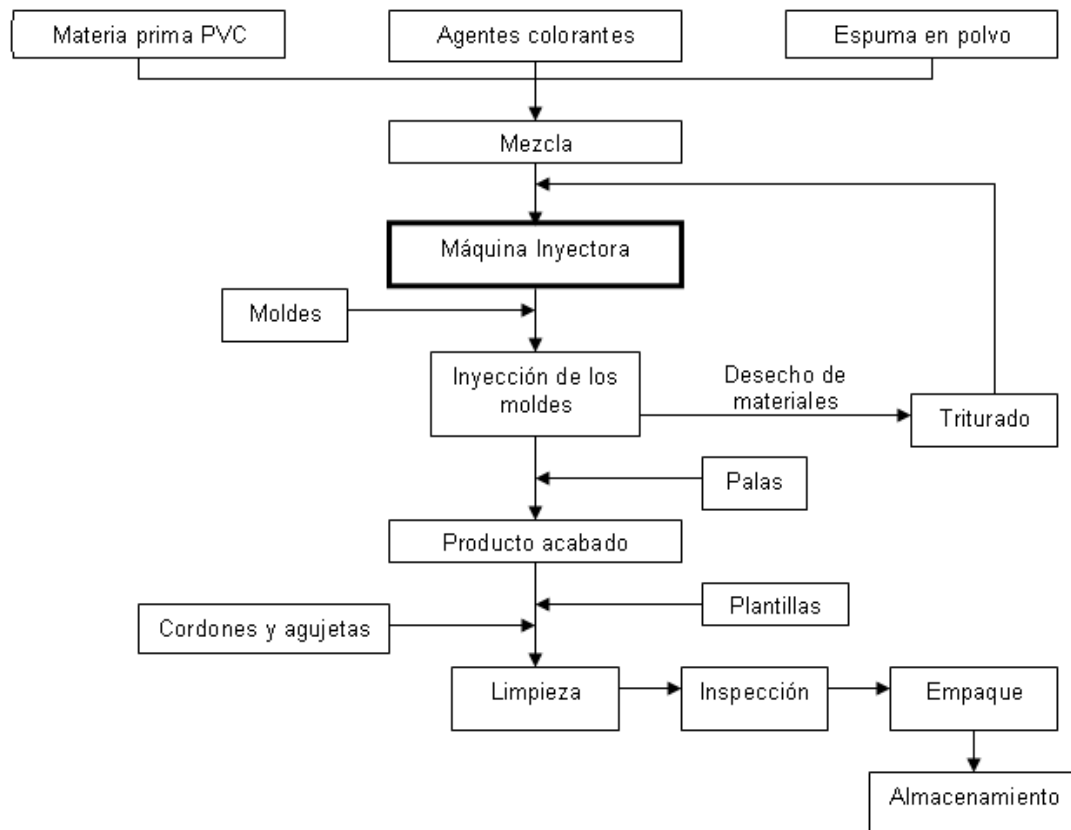 Materia prima PVC
Agentes colorantes
Espuma en polvo
Mezcla
Máquina Inyectora
Moldes
Inyección de los
moldes
Desecho de
materiales
Triturado
Palas
Producto acabado
Plantillas
Cordones y agujetas
Limpieza
Inspección
Empaque
Almacenamiento